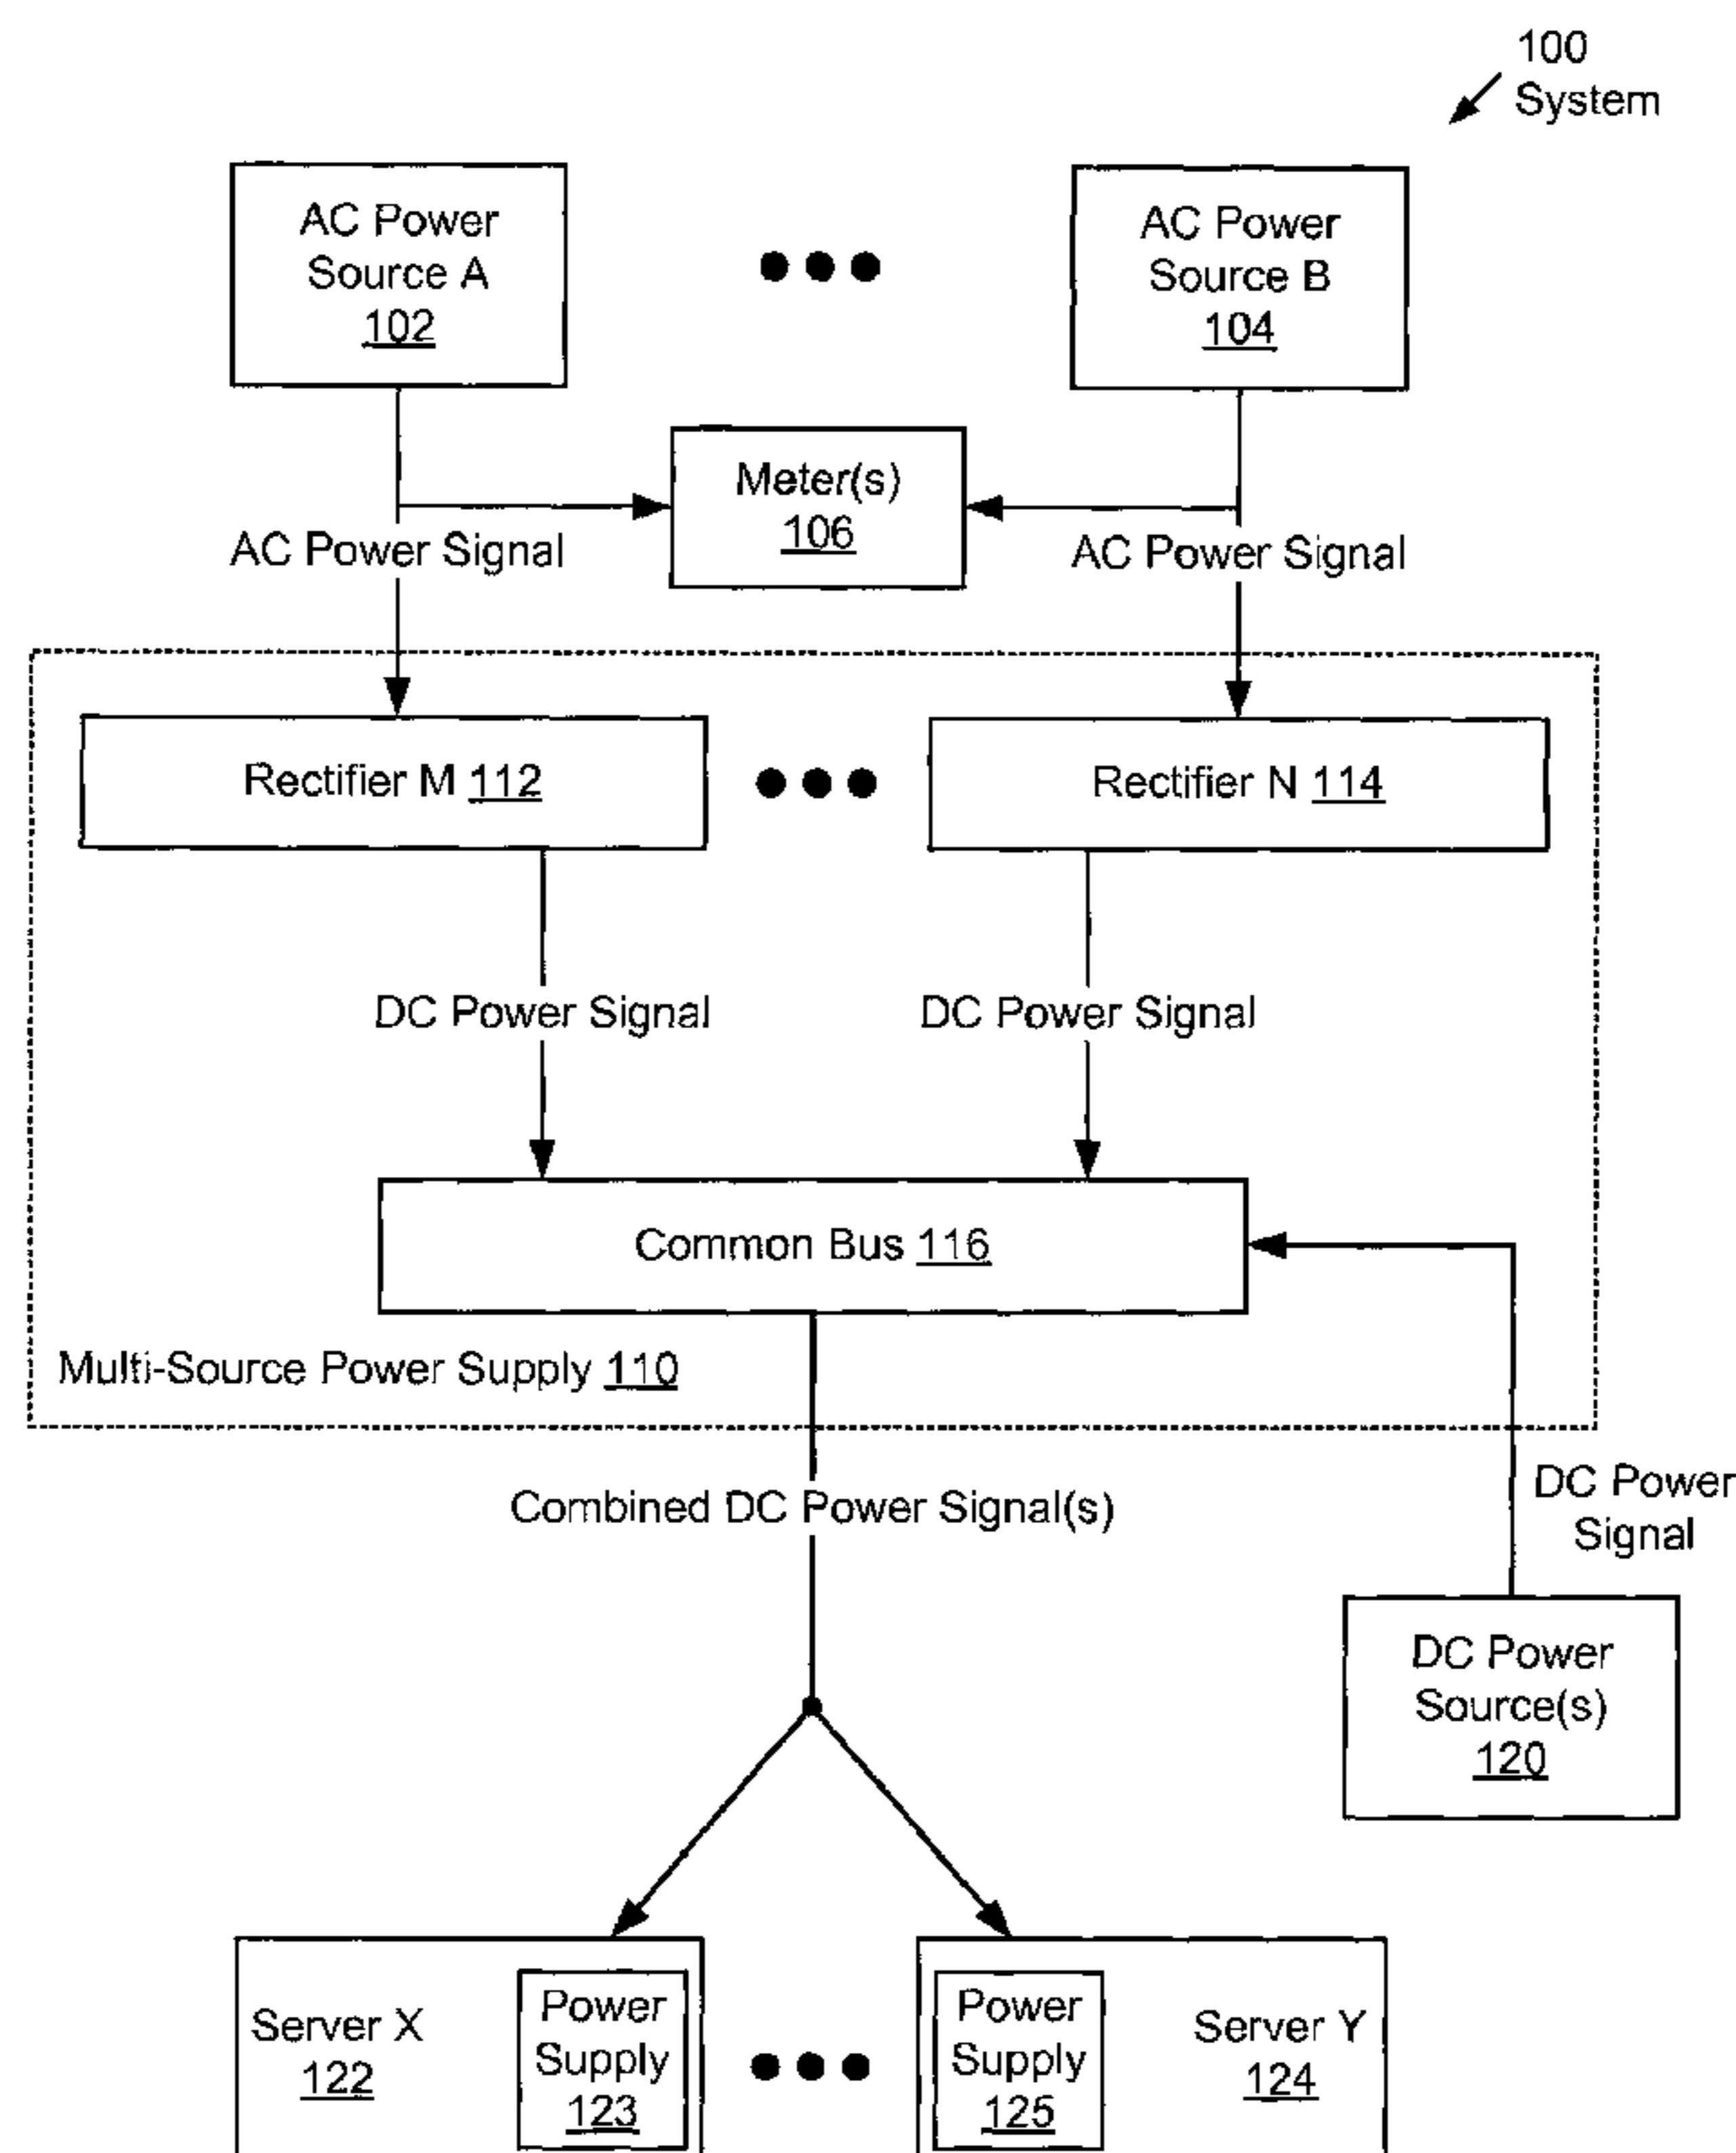 100
System
AC Power
Source A
102
AC Power
Source B
104
Meter(s)
106
AC Power Signal
AC Power Signal
Rectifier M 112
Rectifier N 114
DC Power Signal
DC Power Signal
Common Bus 116
Multi-Source Power Supply 110
Combined DC Power Signal(s)
DC Power
Signal
DC Power
Source(s)
120
Server X
122
Power
Supply
123
Power
Supply
125
Server Y
124